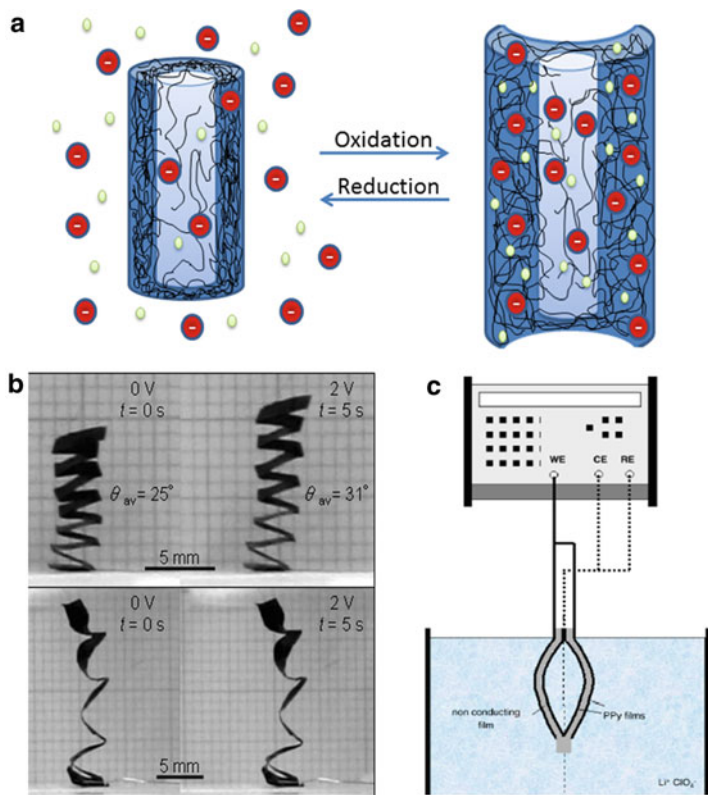 a
Oxidation
Reduction
b
0 V
t = 0 s
θav = 25°
5 mm
2 V
t = 5 s
θav = 31°
0 V
t = 0 s
5 mm
2 V
t = 5 s
c
WE
CE
RE
non conducting
film
PPy films
Li⁺ ClO₄⁻